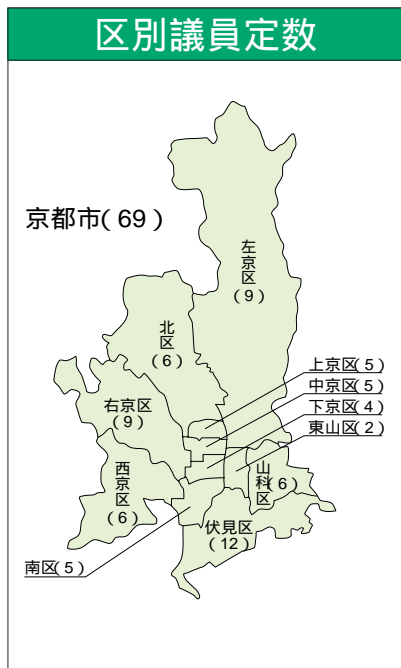 区別議員定数
京都市(69)
左京区
(9)
北区
(6)
上京区(5)
中京区(5)
下京区(4)
東山区(2)
右京区
(9)
山科区(6)
西京区
(6)
伏見区
(12)
南区(5)